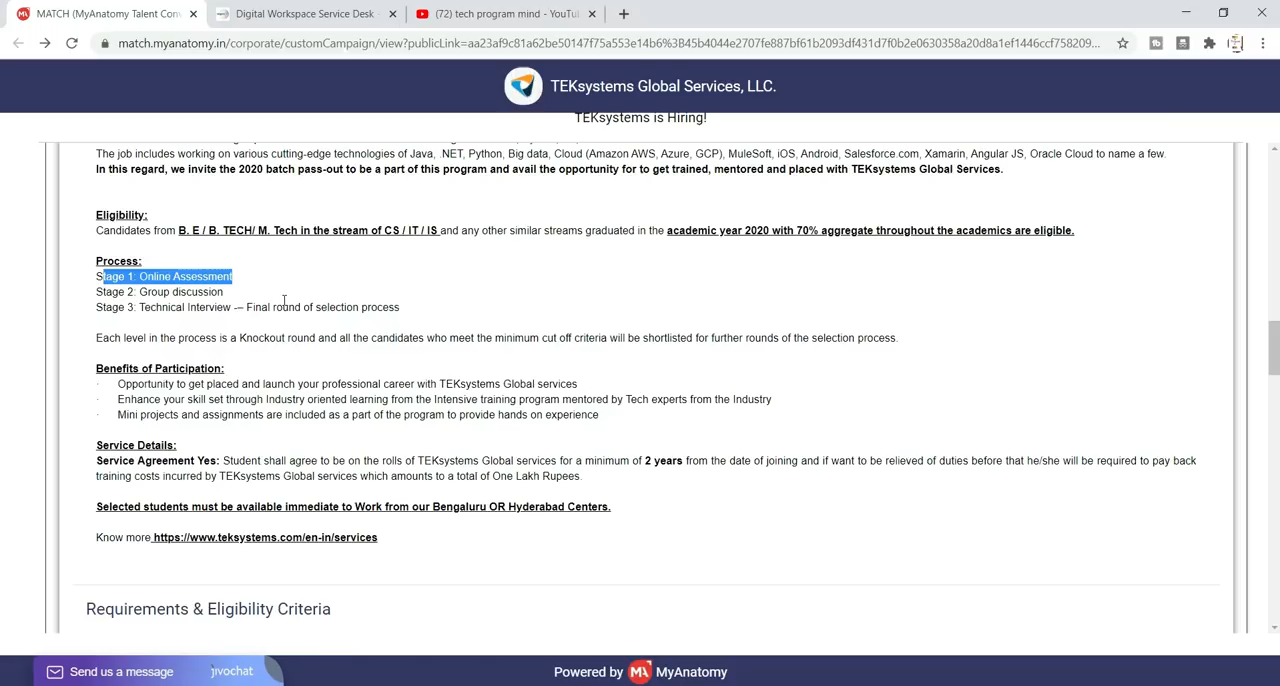 MATCH (MyAnatomy Talent Con
Digital Workspace Service Desk
(72) tech program mind - YouTu
match.myanatomy.in/corporate/customCampaign/view?publicLink=aa23af9c81a62be50147f75a553e14b6%3B45b4044e2707fe887bf61b2093df431d7f0b2e0630358a20d8a1ef1446ccf758209...
TEKsystems Global Services, LLC.
TEKsystems is Hiring!
The job includes working on various cutting-edge technologies of Java, .NET, Python, Big data, Cloud (Amazon AWS, Azure, GCP), MuleSoft, iOS, Android, Salesforce.com, Xamarin, Angular JS, Oracle Cloud to name a few.
In this regard, we invite the 2020 batch pass-out to be a part of this program and avail the opportunity for to get trained, mentored and placed with TEKsystems Global Services.
Eligibility:
Candidates from B. E / B. TECH/ M. Tech in the stream of CS / IT / IS and any other similar streams graduated in the academic year 2020 with 70% aggregate throughout the academics are eligible.
Process:
Stage 1: Online Assessment
Stage 2: Group discussion
Stage 3: Technical Interview -– Final round of selection process
Each level in the process is a Knockout round and all the candidates who meet the minimum cut off criteria will be shortlisted for further rounds of the selection process.
Benefits of Participation:
· Opportunity to get placed and launch your professional career with TEKsystems Global services
· Enhance your skill set through Industry oriented learning from the Intensive training program mentored by Tech experts from the Industry
· Mini projects and assignments are included as a part of the program to provide hands on experience
Service Details:
Service Agreement Yes: Student shall agree to be on the rolls of TEKsystems Global services for a minimum of 2 years from the date of joining and if want to be relieved of duties before that he/she will be required to pay back
training costs incurred by TEKsystems Global services which amounts to a total of One Lakh Rupees.
Selected students must be available immediate to Work from our Bengaluru OR Hyderabad Centers.
Know more https://www.teksystems.com/en-in/services
Requirements & Eligibility Criteria
Send us a message
jivochat
Powered by MA MyAnatomy